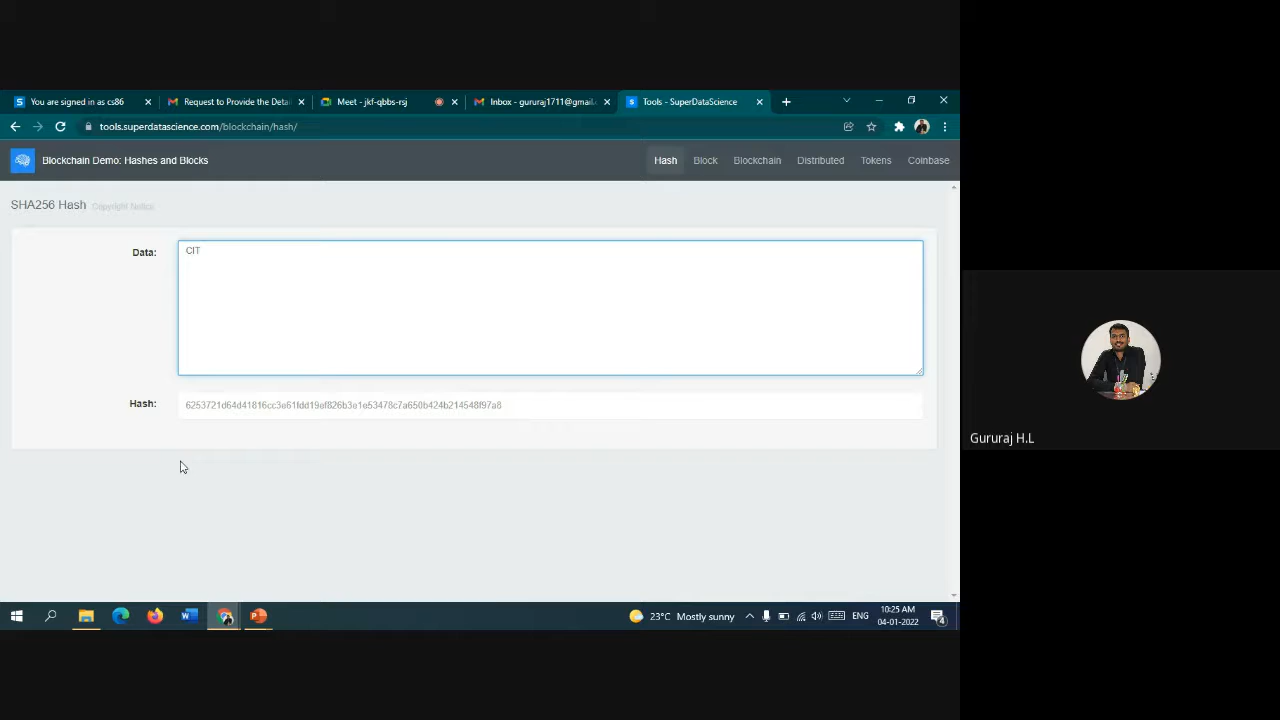 You are signed in as cs86
Request to Provide the Detai
Meet - jkf-qbbs-rsj
Inbox - gururaj1711@gmail.
Tools - SuperDataScience
tools.superdatascience.com/blockchain/hash/
Blockchain Demo: Hashes and Blocks
Hash Block Blockchain Distributed Tokens Coinbase
SHA256 Hash Copyright Notice
Data:
CIT
Hash:
6253721d64d41816cc3e61fdd19ef826b3e1e53478c7a650b424b214548f97a8
Gururaj H.L
23°C Mostly sunny
ENG
10:25 AM
04-01-2022
4